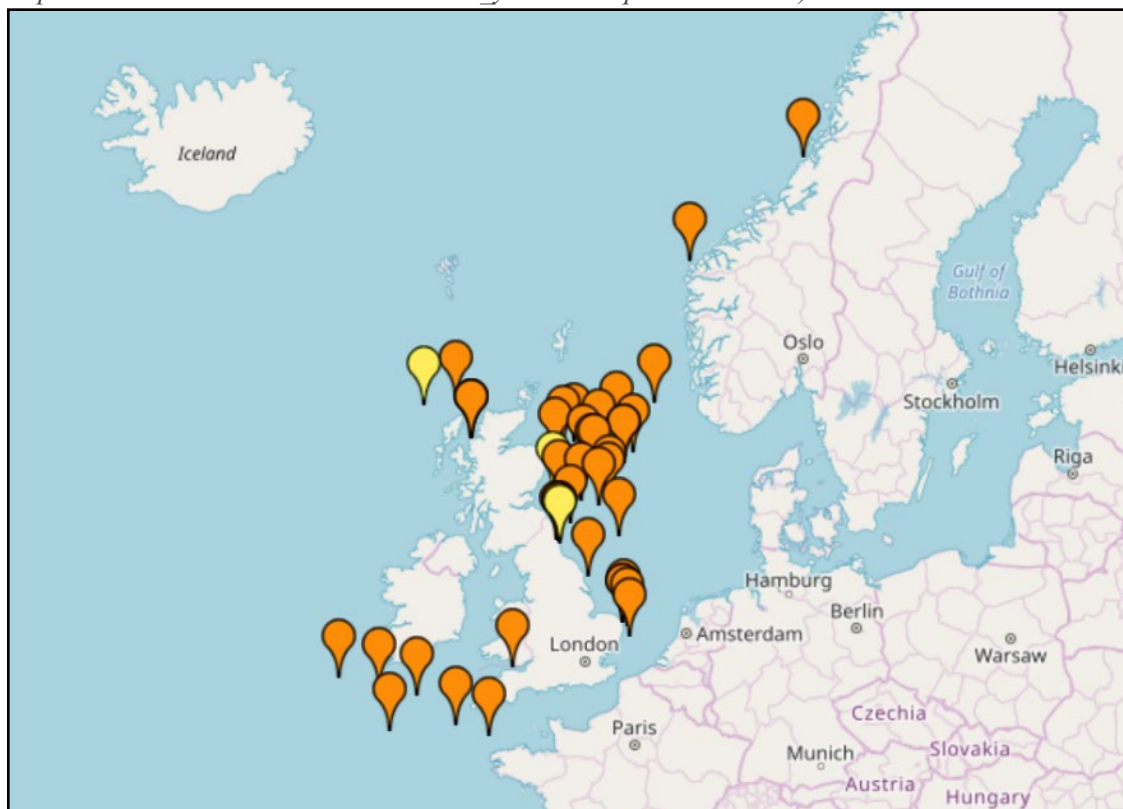 Iceland
Gulf of
Bothnia
Oslo
Helsinki
Stockholm
Riga
Hamburg
Berlin
Amsterdam
London
Warsaw
Paris
Czechia
Munich
Slovakia
Austria
Hungary